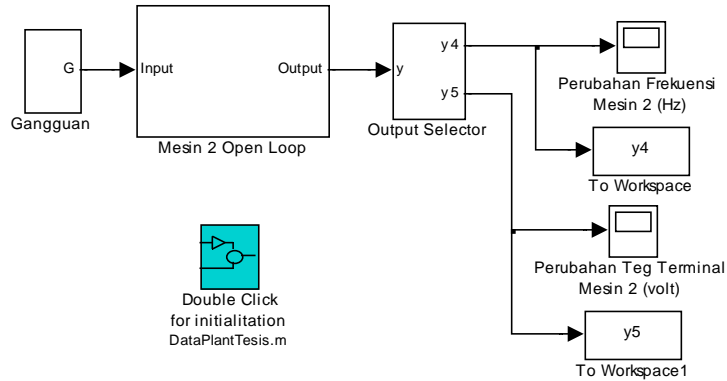 G
Gangguan
Input
Output
Mesin 2 Open Loop
y
y4
y5
Output Selector
Perubahan Frekuensi
Mesin 2 (Hz)
y4
To Workspace
Perubahan Teg Terminal
Mesin 2 (volt)
y5
To Workspace1
Double Click
for initialitation
DataPlantTesis.m